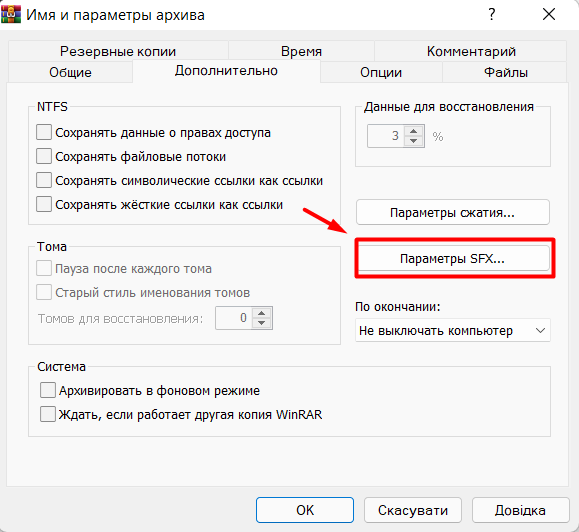 Имя и параметры архива
Резервные копии Время Комментарий
Общие Дополнительно Опции Файлы
NTFS
Сохранять данные о правах доступа
Сохранять файловые потоки
Сохранять символические ссылки как ссылки
Сохранять жёсткие ссылки как ссылки
Данные для восстановления
3 %
Параметры сжатия...
Параметры SFX...
Тома
Пауза после каждого тома
Старый стиль именования томов
Томов для восстановления: 0
По окончании:
Не выключать компьютер
Система
Архивировать в фоновом режиме
Ждать, если работает другая копия WinRAR
OK Скасувати Довідка